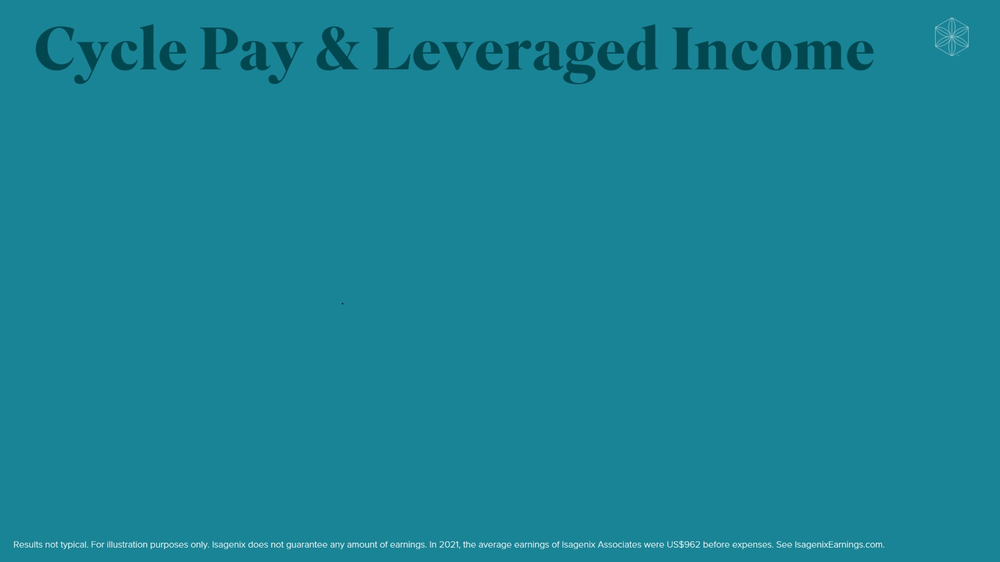 Cycle Pay & Leveraged Income
.
Results not typical. For illustration purposes only. Isagenix does not guarantee any amount of earnings. In 2021, the average earnings of Isagenix Associates were US$962 before expenses. See IsagenixEarnings.com.